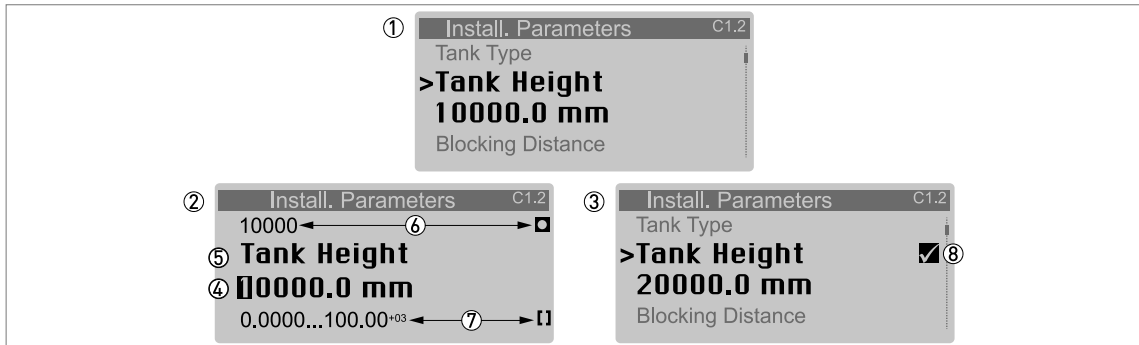 ① Install. Parameters C1.2
Tank Type
>Tank Height
10000.0 mm
Blocking Distance
② Install. Parameters C1.2
10000 ⑥
⑤ Tank Height
④ 10000.0 mm
0.0000...100.00⁺⁰³ ⑦ []
③ Install. Parameters C1.2
Tank Type
>Tank Height ✓ ⑧
20000.0 mm
Blocking Distance